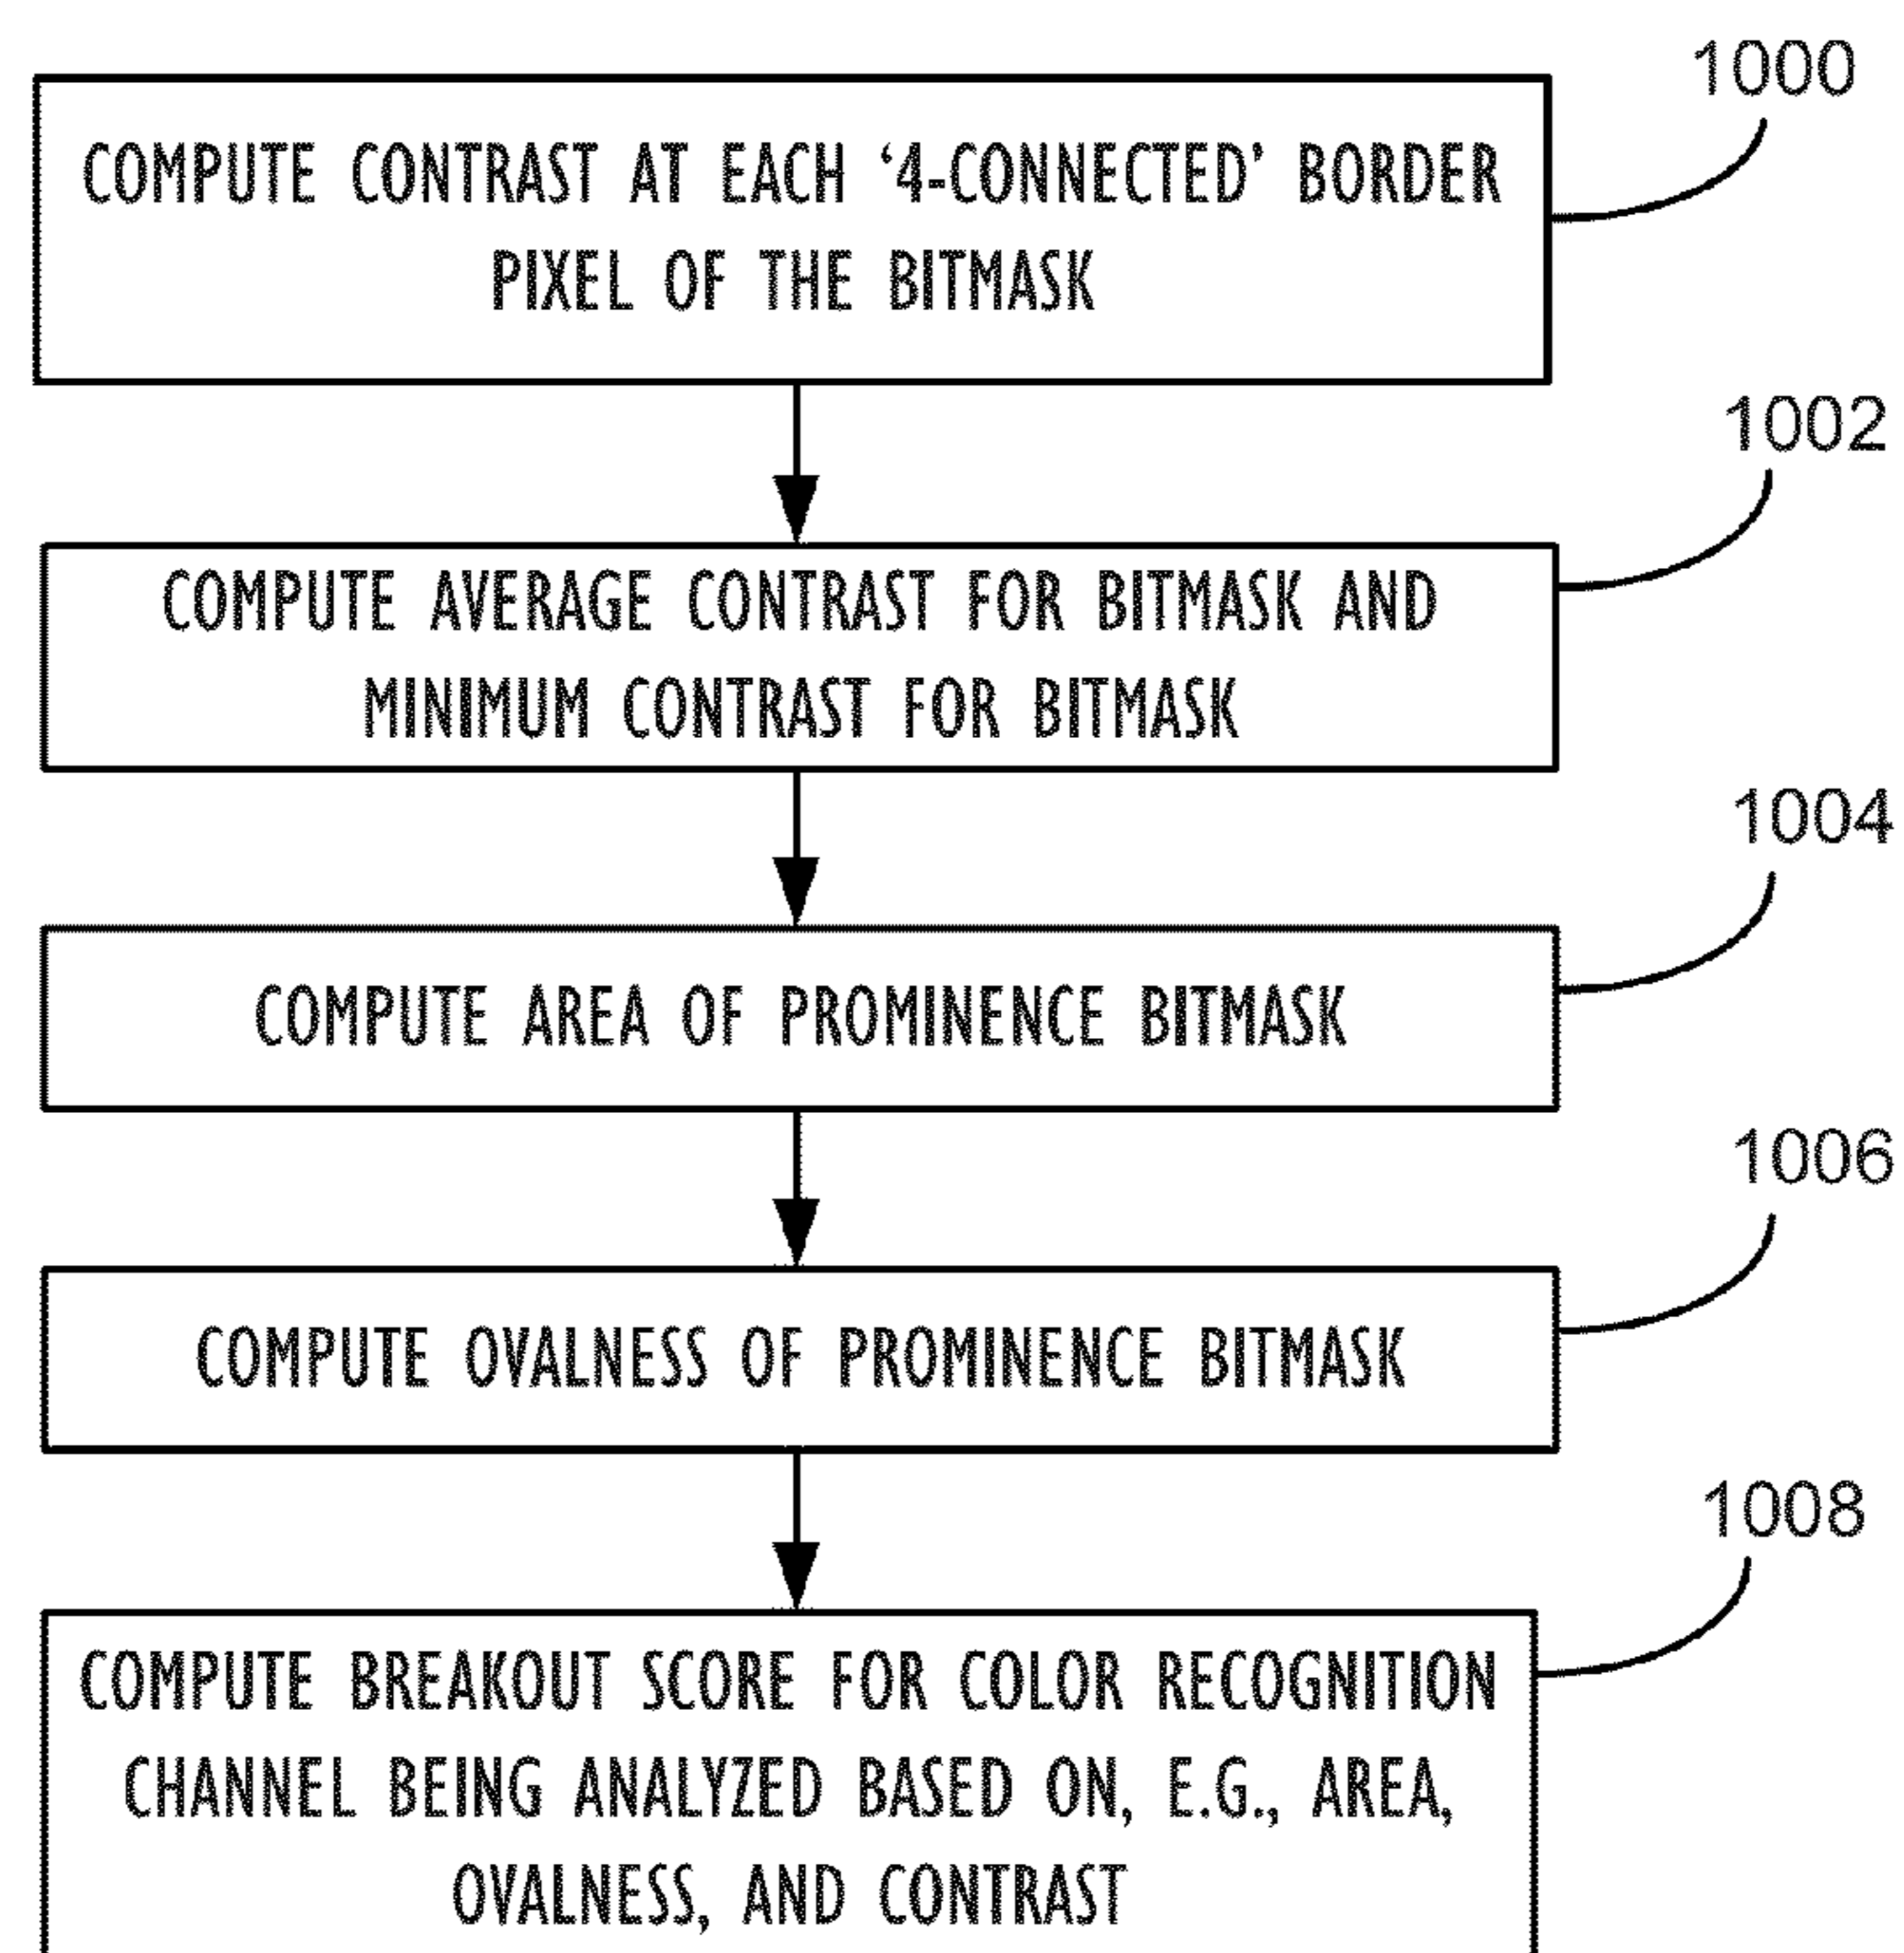 1000
COMPUTE CONTRAST AT EACH ‘4-CONNECTED’ BORDER
PIXEL OF THE BITMASK
1002
COMPUTE AVERAGE CONTRAST FOR BITMASK AND
MINIMUM CONTRAST FOR BITMASK
1004
COMPUTE AREA OF PROMINENCE BITMASK
1006
COMPUTE OVALNESS OF PROMINENCE BITMASK
1008
COMPUTE BREAKOUT SCORE FOR COLOR RECOGNITION
CHANNEL BEING ANALYZED BASED ON, E.G., AREA,
OVALNESS, AND CONTRAST